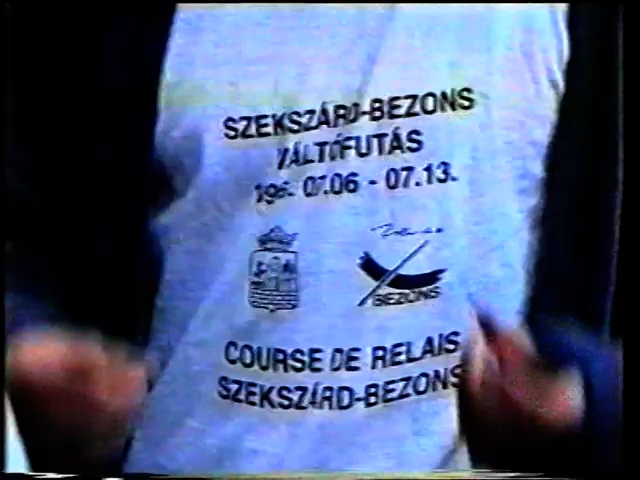 SZEKSZÁRD-BEZONS
VÁLTÓFUTÁS
07.06 - 07.13.
BEZONS
COURSE DE RELAIS
SZEKSZÁRD-BEZONS